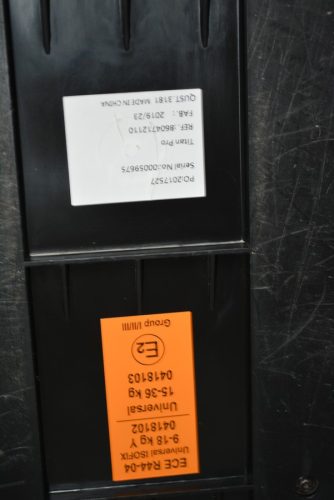 ECE R44-04
Universal ISOFIX
9-18 kg Y
0418102
Universal
15-36 kg
0418103
E2
Group I/II/III
PO:2017527
Serial No.:00059675
Titan Pro
REF. :8604712110
FAB. : 2019/23
QUST. 3181 MADE IN CHINA